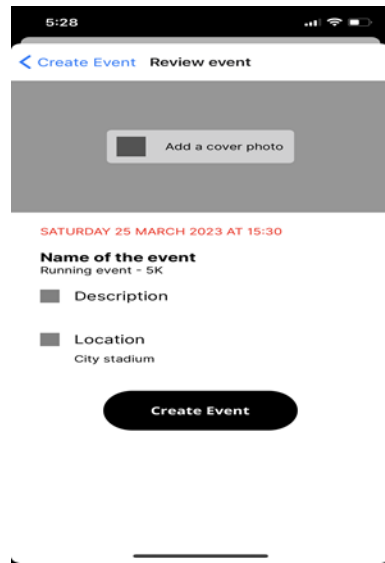 5:28
Create Event Review event
Add a cover photo
SATURDAY 25 MARCH 2023 AT 15:30
Name of the event
Running event - 5K
Description
Location
City stadium
Create Event